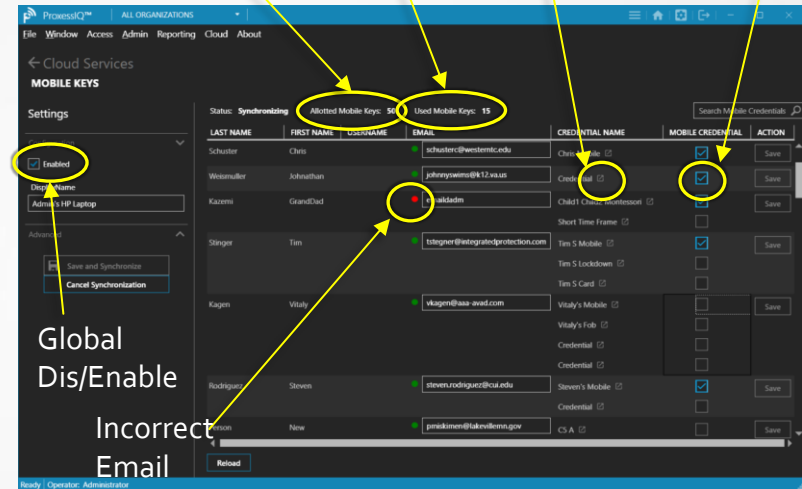 ProxessIQ™ ALL ORGANIZATIONS
File Window Access Admin Reporting Cloud About
Cloud Services
MOBILE KEYS
Settings
Status: Synchronizing Allotted Mobile Keys: 50 Used Mobile Keys: 15 Search Mobile Credentials
LAST NAME FIRST NAME USERNAME EMAIL CREDENTIAL NAME MOBILE CREDENTIAL ACTION
Schuster Chris schusterc@westerntc.edu Chris Mobile Save
Enabled
Weismuller Johnathan johnnyswims@k12.va.us Credential Save
Display Name
Admin's HP Laptop
Kazemi GrandDad emaildadm Child1 Child2 Montessori Save
Short Time Frame
Advanced
Stinger Tim tstegner@integratedprotection.com Tim S Mobile Save
Save and Synchronize
Tim S Lockdown
Cancel Synchronization
Tim S Card
Kagen Vitaly vkagen@aaa-avad.com Vitaly's Mobile Save
Vitaly's Fob
Credential
Credential
Global
Dis/Enable
Rodriguez Steven steven.rodriguez@cui.edu Steven's Mobile Save
Credential
Person New pmiskimen@lakevillemn.gov CS A Save
Incorrect
Email
Reload
Ready Operator: Administrator